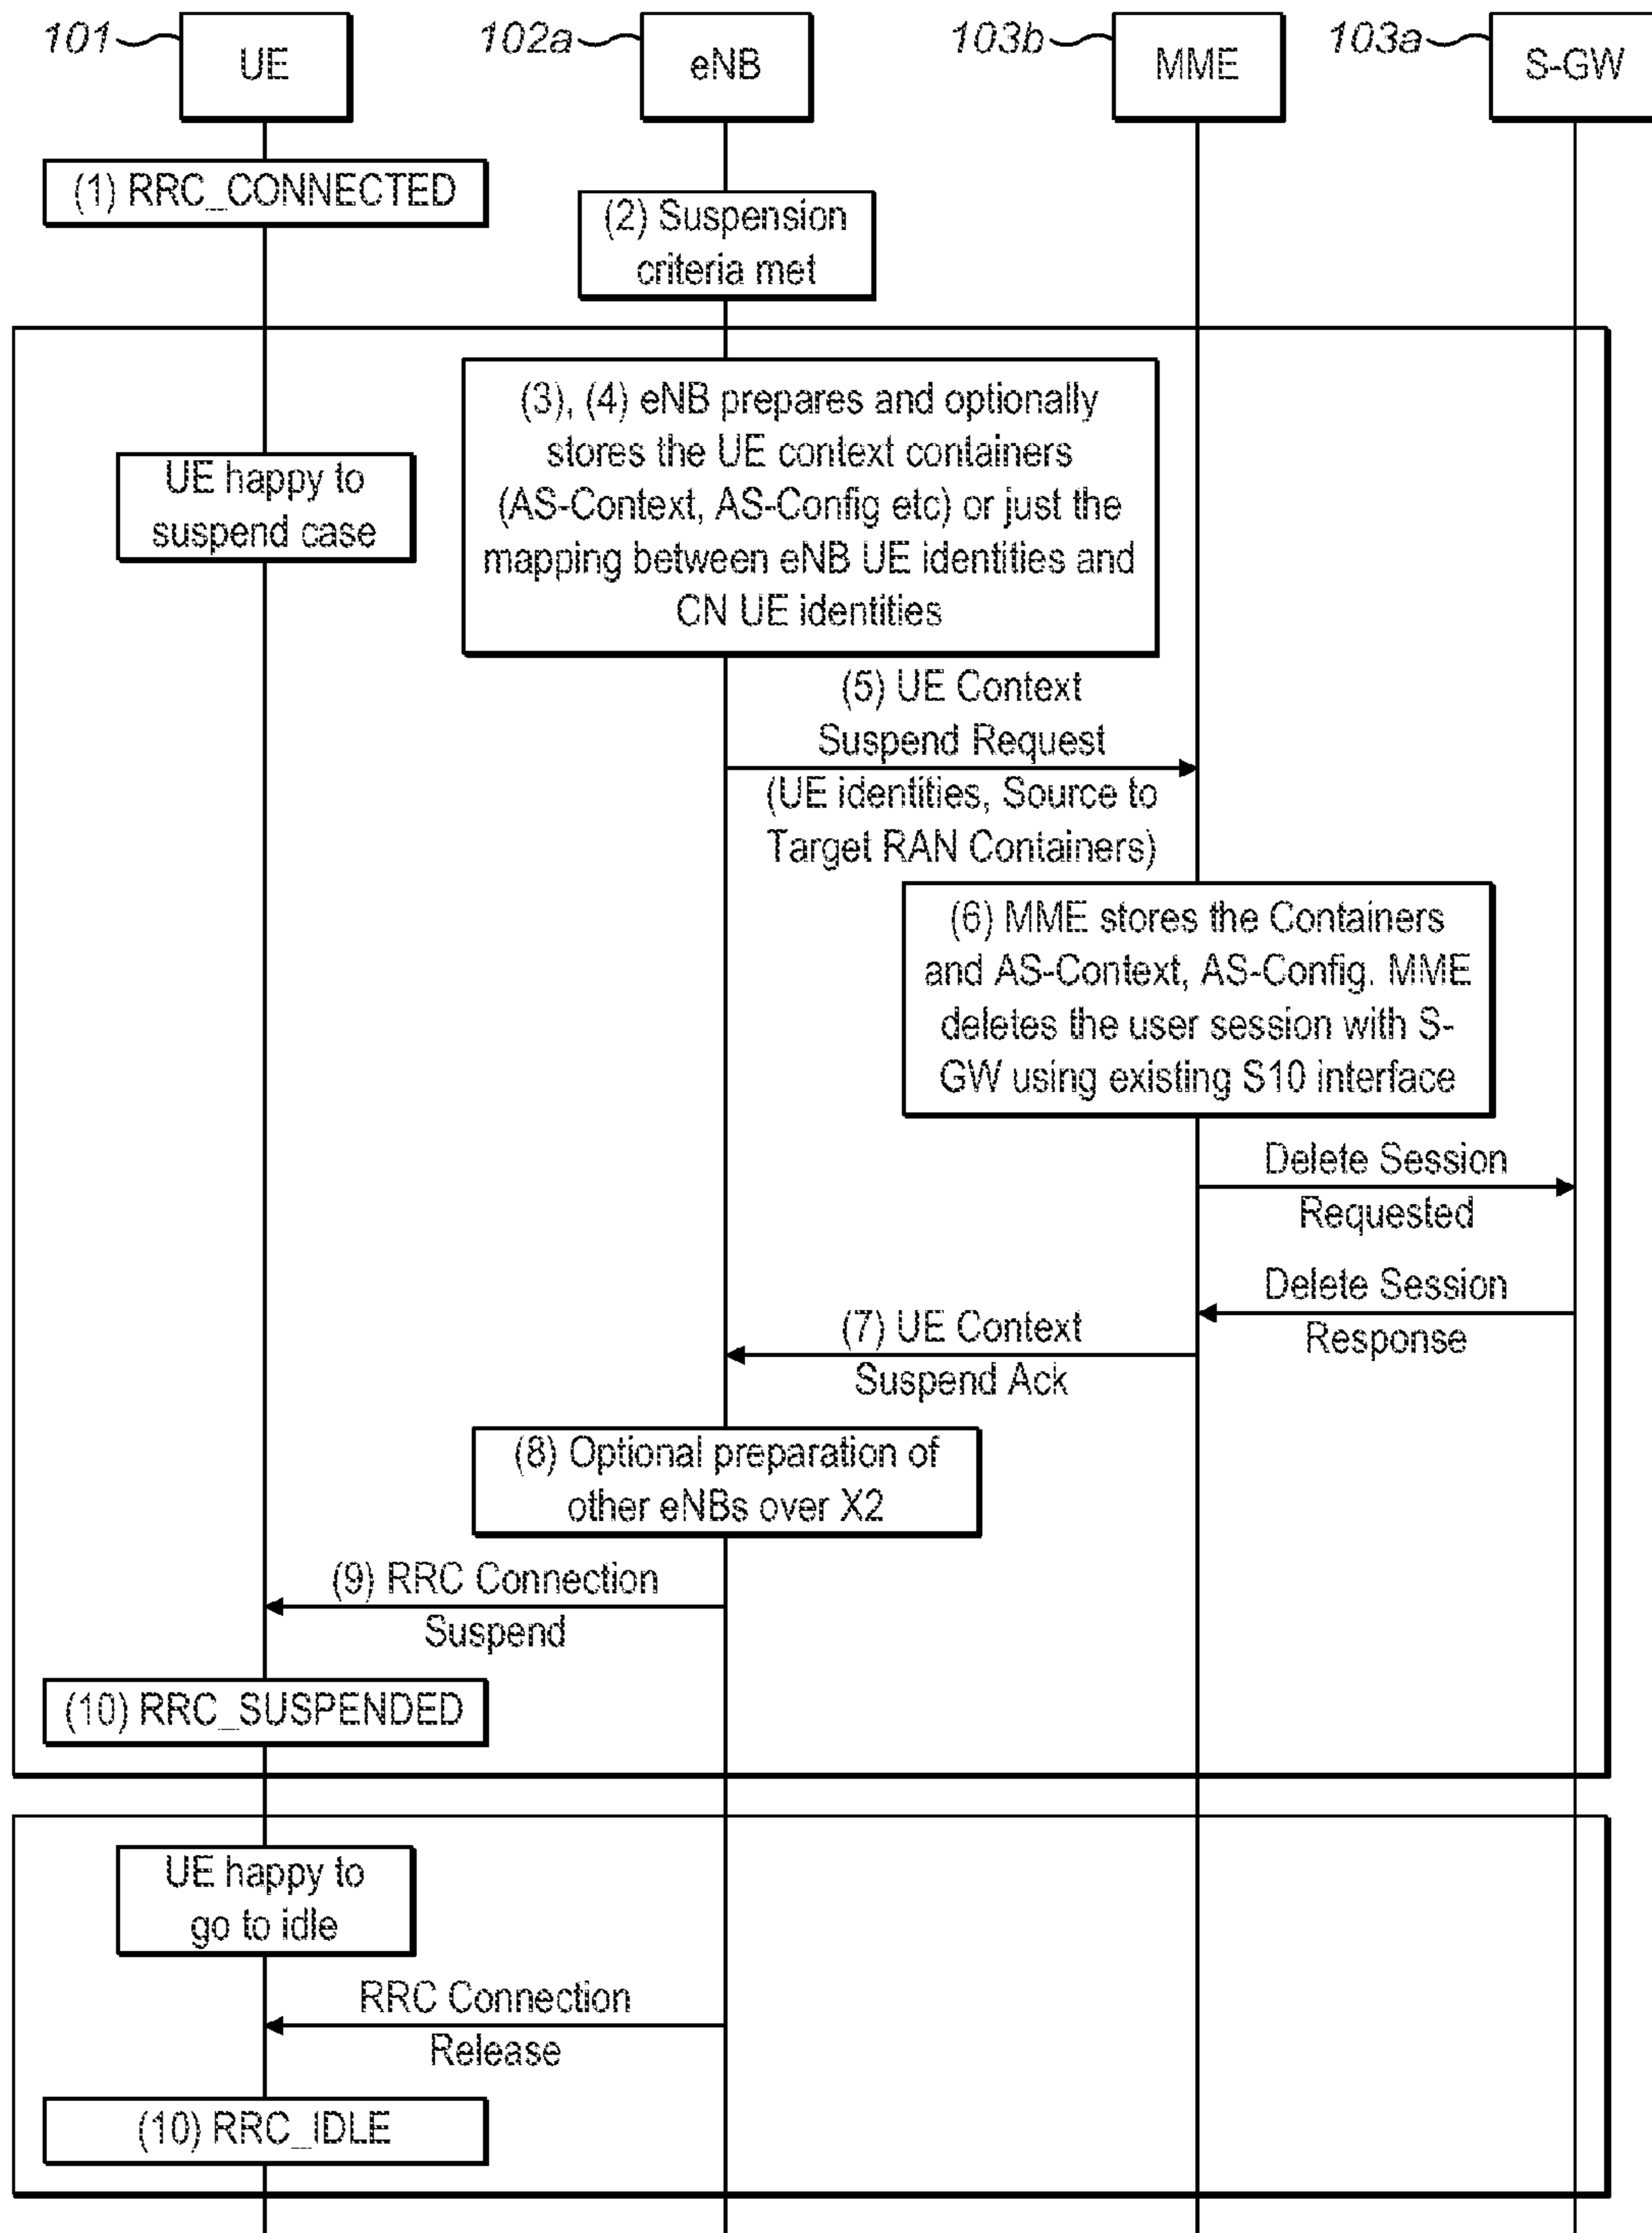 101
UE
102a
eNB
103b
MME
103a
S-GW
(1) RRC_CONNECTED
(2) Suspension
criteria met
(3), (4) eNB prepares and optionally
stores the UE context containers
(AS-Context, AS-Config etc) or just the
mapping between eNB UE identities and
CN UE identities
UE happy to
suspend case
(5) UE Context
Suspend Request
(UE identities, Source to
Target RAN Containers)
(6) MME stores the Containers
and AS-Context, AS-Config. MME
deletes the user session with S-
GW using existing S10 interface
Delete Session
Requested
Delete Session
Response
(7) UE Context
Suspend Ack
(8) Optional preparation of
other eNBs over X2
(9) RRC Connection
Suspend
(10) RRC_SUSPENDED
UE happy to
go to idle
RRC Connection
Release
(10) RRC_IDLE